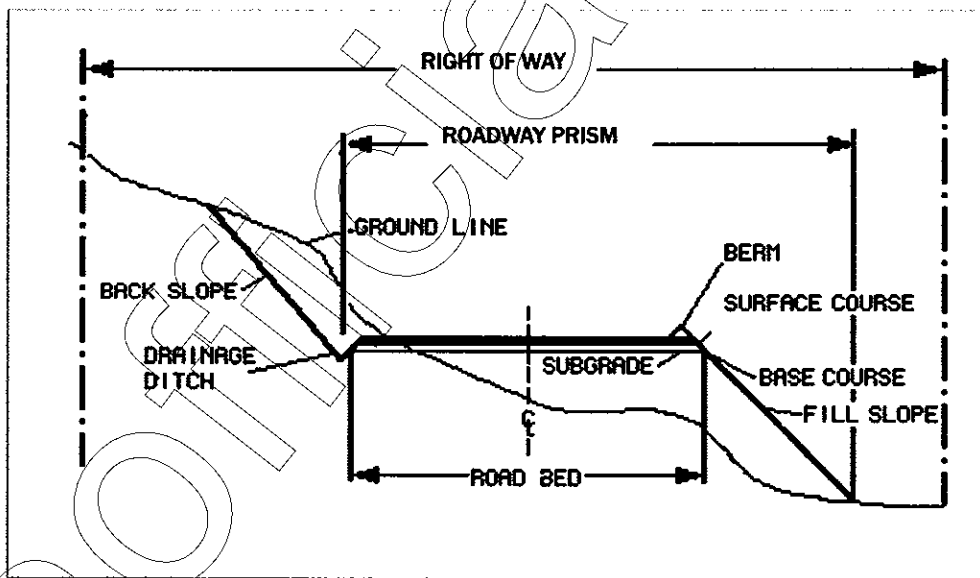 RIGHT OF WAY
ROADWAY PRISM
GROUND LINE
BERM
BACK SLOPE
SURFACE COURSE
DRAINAGE
DITCH
SUBGRADE
BASE COURSE
FILL SLOPE
℄
ROAD BED